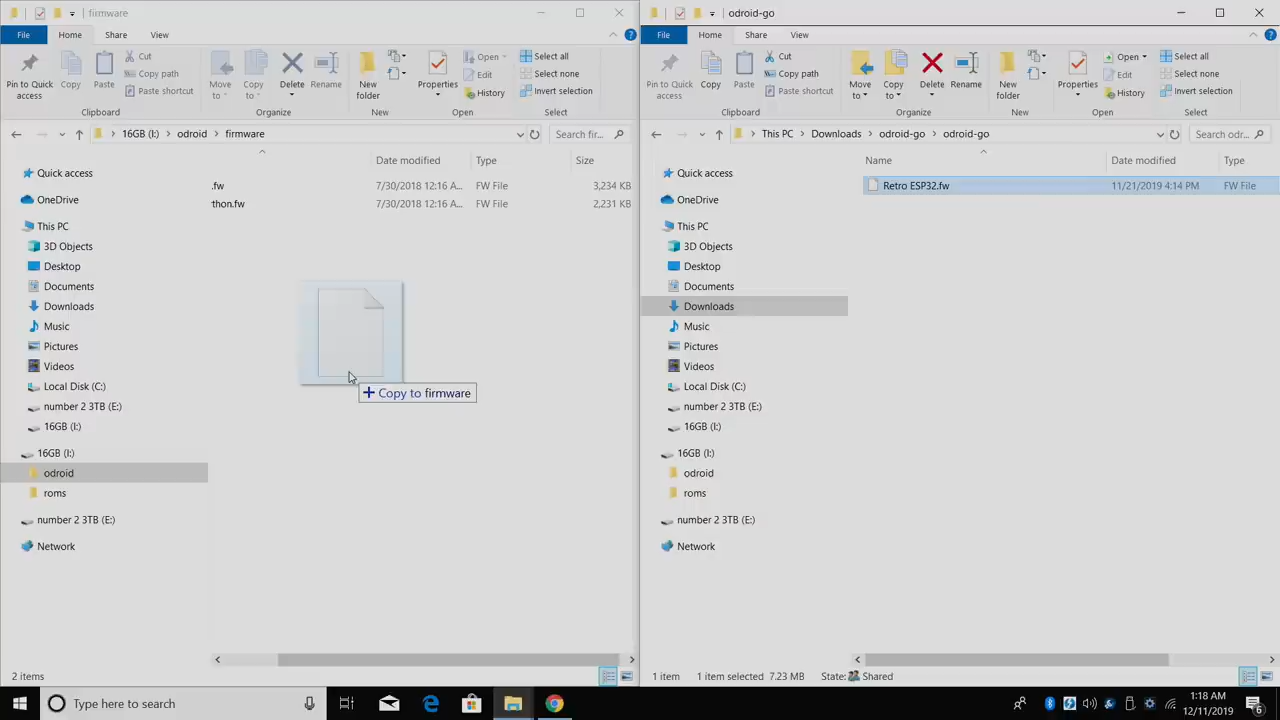 firmware
File Home Share View
Pin to Quick access
Copy
Paste
Cut
Copy path
Paste shortcut
Clipboard
Move to
Copy to
Delete
Rename
Organize
New folder
New
Properties
Open
Edit
History
Open
Select all
Select none
Invert selection
Select
16GB (I:) odroid firmware
Search fir...
Date modified Type Size
.fw 7/30/2018 12:16 A... FW File 3,234 KB
thon.fw 7/30/2018 12:16 A... FW File 2,231 KB
Quick access
OneDrive
This PC
3D Objects
Desktop
Documents
Downloads
Music
Pictures
Videos
Local Disk (C:)
number 2 3TB (E:)
16GB (I:)
16GB (I:)
odroid
roms
number 2 3TB (E:)
Network
Copy to firmware
2 items
odroid-go
File Home Share View
Pin to Quick access
Copy
Paste
Cut
Copy path
Paste shortcut
Clipboard
Move to
Copy to
Delete
Rename
Organize
New folder
New
Properties
Open
Edit
History
Open
Select all
Select none
Invert selection
Select
This PC Downloads odroid-go odroid-go
Search odr...
Name Date modified Type
Retro ESP32.fw 11/21/2019 4:14 PM FW File
Quick access
OneDrive
This PC
3D Objects
Desktop
Documents
Downloads
Music
Pictures
Videos
Local Disk (C:)
number 2 3TB (E:)
16GB (I:)
16GB (I:)
odroid
roms
number 2 3TB (E:)
Network
1 item 1 item selected 7.23 MB State: Shared
Type here to search
1:18 AM
12/11/2019
6